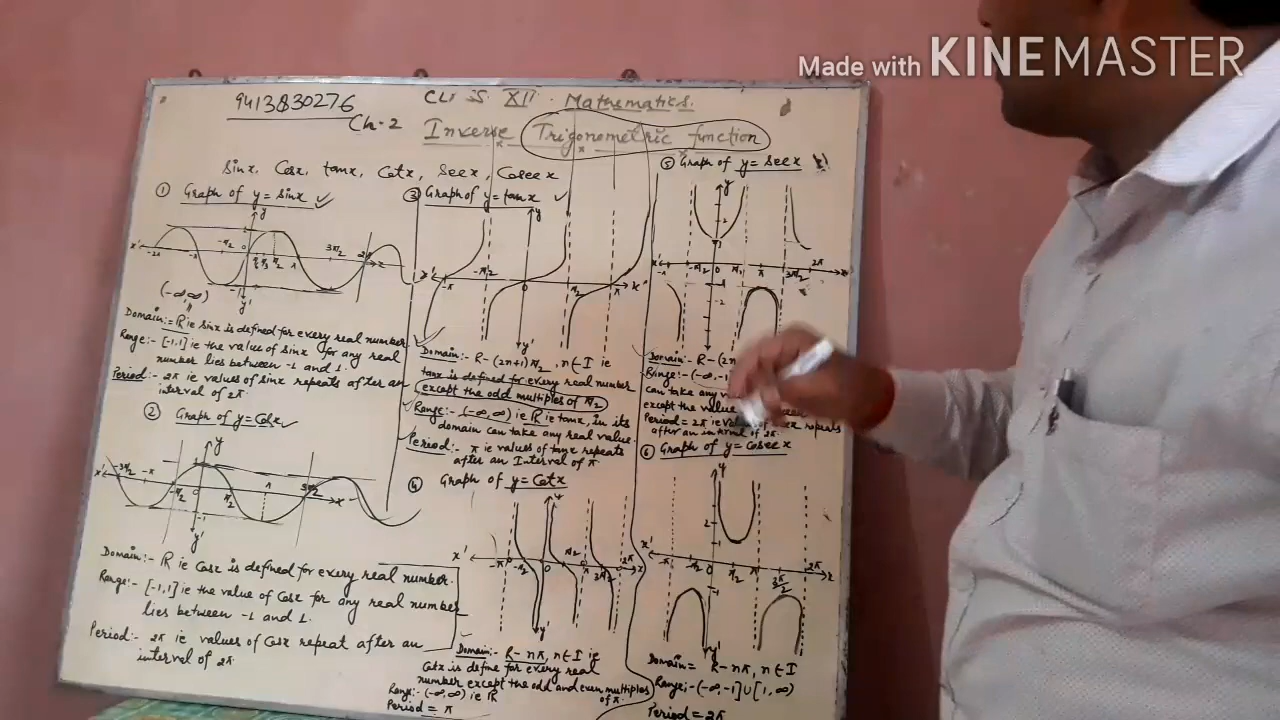 Made with KINEMASTER
9413830276
CLASS XII. Mathematics.
Ch-2
Inverse Trigonometric function
Sinx, Cosx, tanx, Cotx, secx, Cosecx
① Graph of y = sinx ✓
(-∞,∞)
Domain:- R ie sinx is defined for every real number
Range:- [-1,1] ie the value of sinx for any real
number lies between -1 and 1.
Period:- 2π ie values of sinx repeats after an
interval of 2π.
② Graph of y = Cosx ✓
Domain:- R ie Cosx is defined for every real number.
Range:- [-1,1] ie the value of Cosx for any real number
lies between -1 and 1.
Period:- 2π ie values of Cosx repeat after an
interval of 2π.
③ Graph of y = tanx ✓
Domain:- R - (2n+1)π/2, n∈I ie
tanx is defined for every real number
except the odd multiples of π/2
Range:- (-∞,∞) ie R ie tanx, in its
domain can take any real value.
Period:- π ie values of tanx repeats
after an Interval of π
④ Graph of y = Cotx
Domain:- R - nπ, n∈I ie
Cotx is define for every real
number except the odd and even multiples
of π.
Range:- (-∞,∞) ie R
Period = π
⑤ Graph of y = secx
Domain:- R - (2n
Range:- (-∞,-1
can take any
except the value
Period = 2π ie repeats
after an of 2π.
⑥ Graph of y = Cosecx
Domain = R - nπ, n∈I
Range:- (-∞,-1]∪[1,∞)
Period = 2π